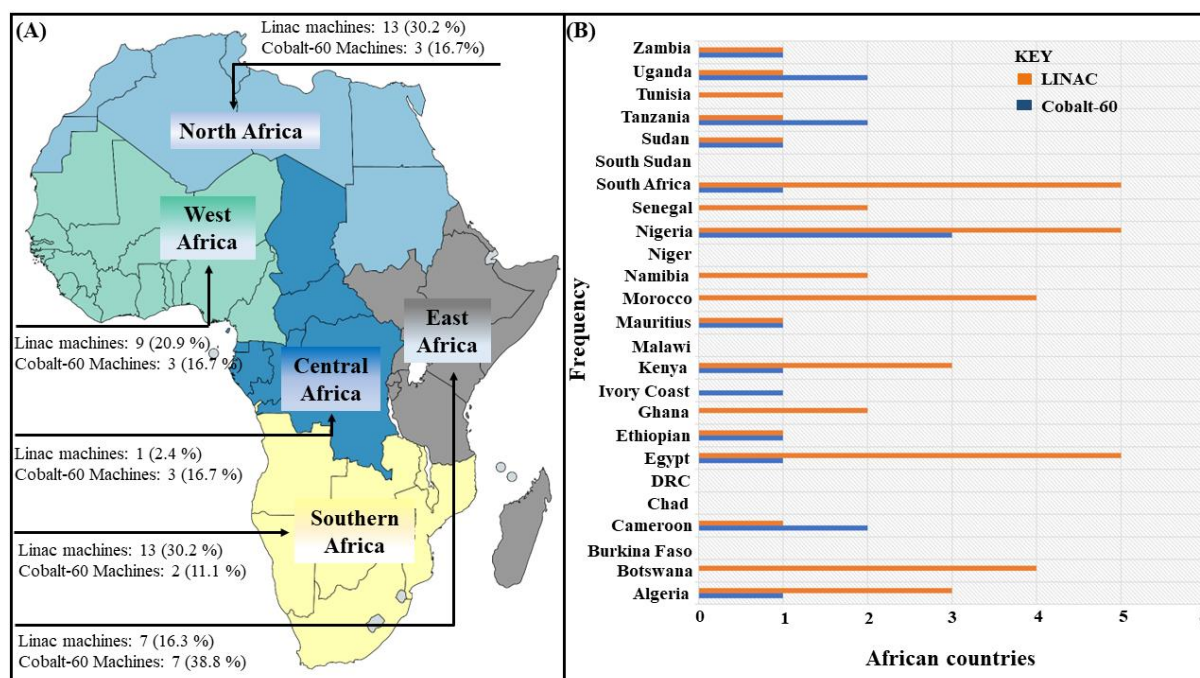 (A)
Linac machines: 13 (30.2 %)
Cobalt-60 Machines: 3 (16.7%)
North Africa
West
Africa
East
Africa
Central
Africa
Southern
Africa
Linac machines: 9 (20.9 %)
Cobalt-60 Machines: 3 (16.7 %)
Linac machines: 1 (2.4 %)
Cobalt-60 Machines: 3 (16.7 %)
Linac machines: 13 (30.2 %)
Cobalt-60 Machines: 2 (11.1 %)
Linac machines: 7 (16.3 %)
Cobalt-60 Machines: 7 (38.8 %)
(B)
KEY
LINAC
Cobalt-60
Frequency
Zambia
Uganda
Tunisia
Tanzania
Sudan
South Sudan
South Africa
Senegal
Nigeria
Niger
Namibia
Morocco
Mauritius
Malawi
Kenya
Ivory Coast
Ghana
Ethiopian
Egypt
DRC
Chad
Cameroon
Burkina Faso
Botswana
Algeria
0 1 2 3 4 5
African countries